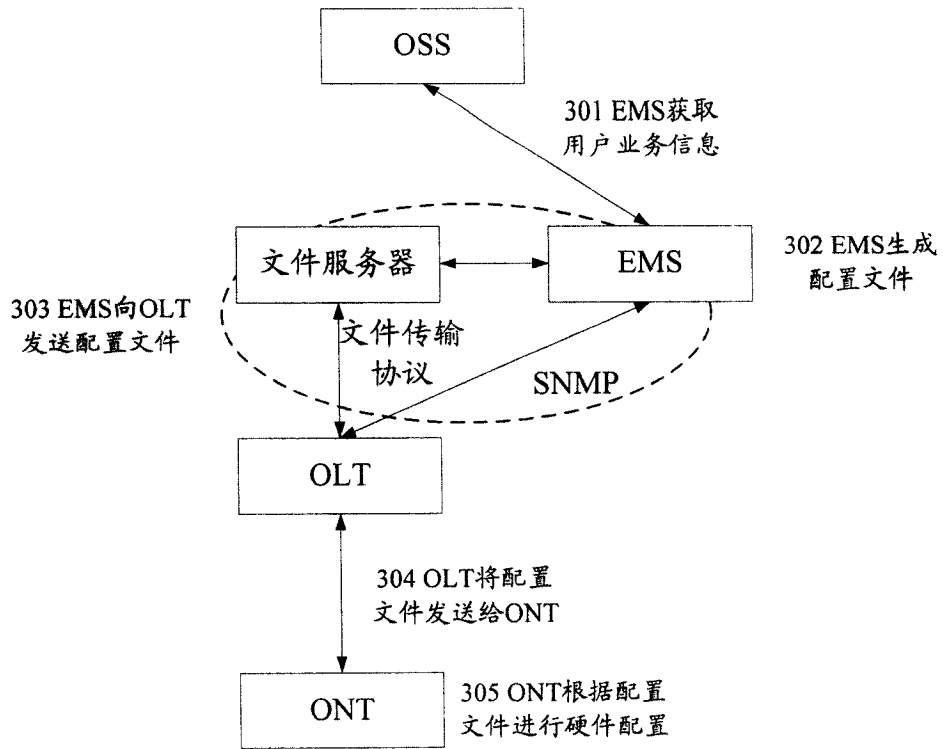 OSS
301 EMS获取
用户业务信息
文件服务器
EMS
302 EMS生成
配置文件
303 EMS向OLT
发送配置文件
文件传输
协议
SNMP
OLT
304 OLT将配置
文件发送给ONT
ONT
305 ONT根据配置
文件进行硬件配置